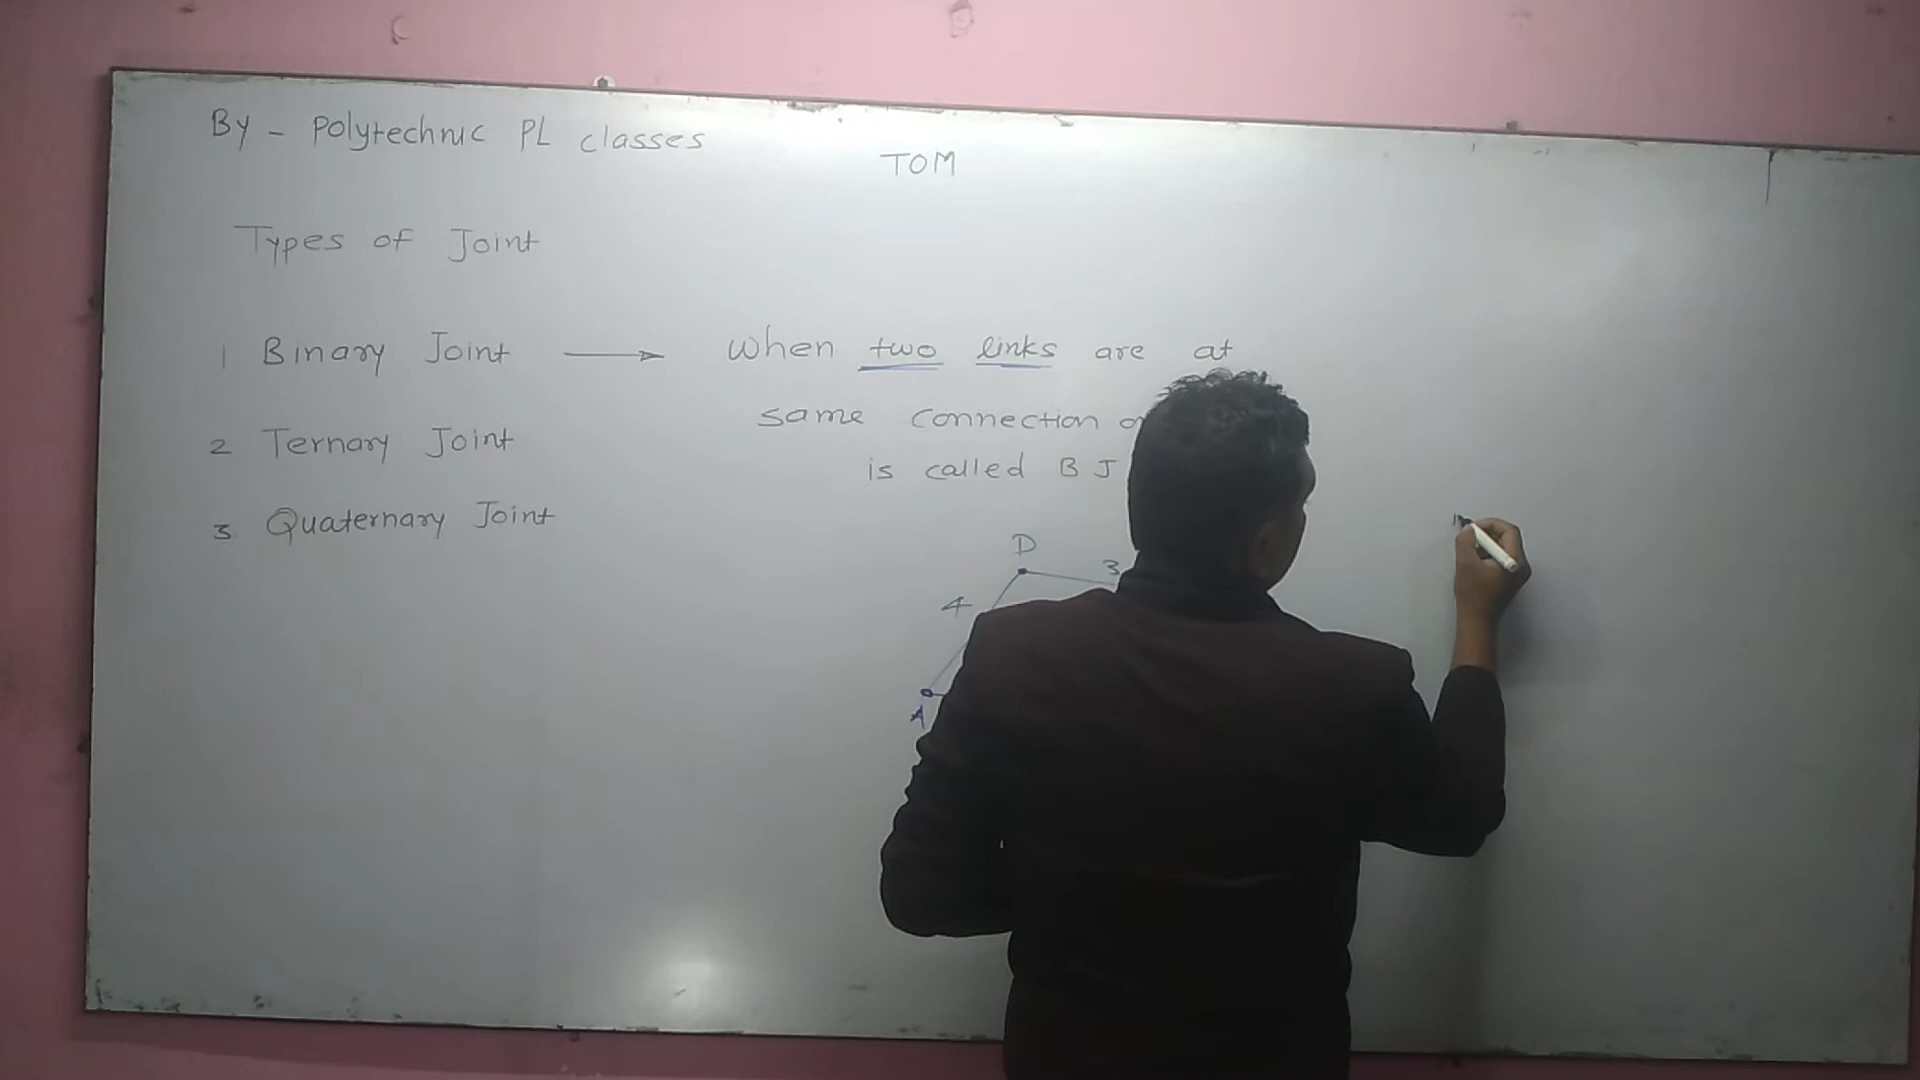 By - Polytechnic PL classes
TOM
Types of Joint
1 Binary Joint → When two links are at
same connection
is called B J
2 Ternary Joint
3 Quaternary Joint
D
3
4
A